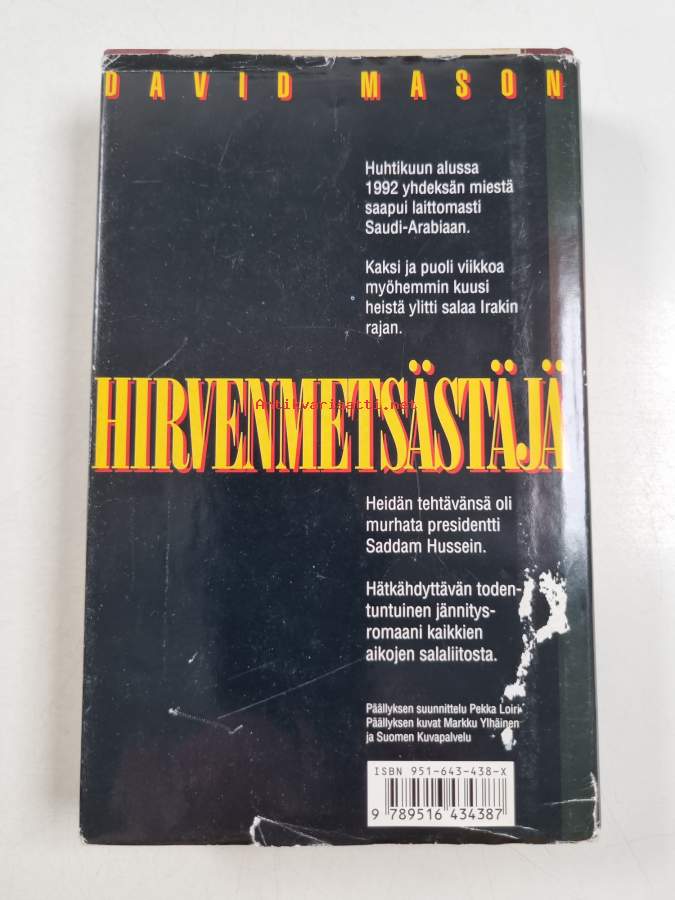 DAVID MASON
Huhtikuun alussa
1992 yhdeksän miestä
saapui laittomasti
Saudi-Arabiaan.
Kaksi ja puoli viikkoa
myöhemmin kuusi
heistä ylitti salaa Irakin
rajan.
HIRVENMETSÄSTÄJÄ
Antikvariaatti.net
Heidän tehtävänsä oli
murhata presidentti
Saddam Hussein.
Hätkähdyttävän toden-
tuntuinen jännitys-
romaani kaikkien
aikojen salaliitosta.
Päällyksen suunnittelu Pekka Loiri
Päällyksen kuvat Markku Ylhäinen
ja Suomen Kuvapalvelu
ISBN 951-643-438-X
9 789516 434387